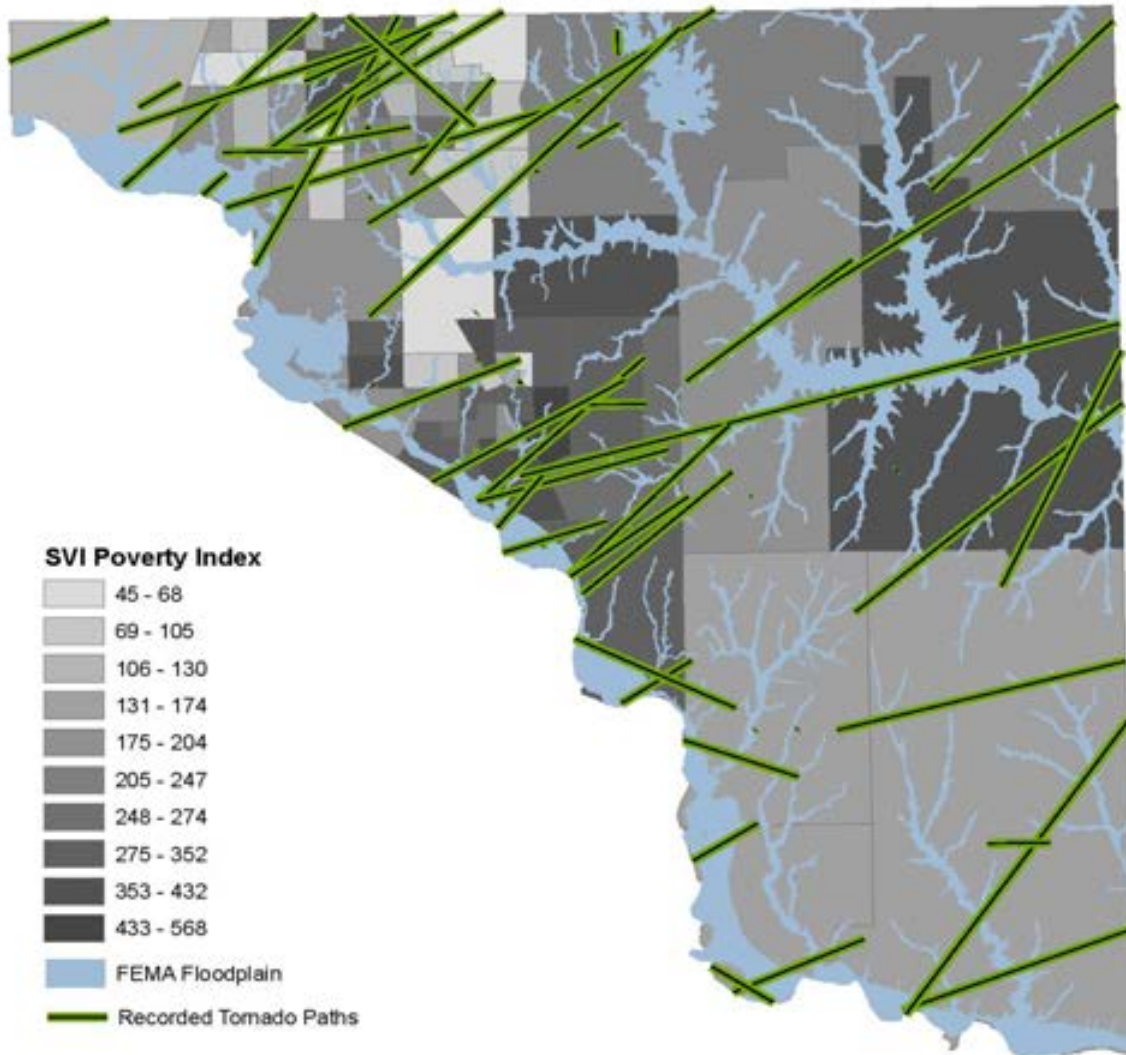 SVI Poverty Index
45 - 68
69 - 105
106 - 130
131 - 174
175 - 204
205 - 247
248 - 274
275 - 352
353 - 432
433 - 568
FEMA Floodplain
Recorded Tornado Paths